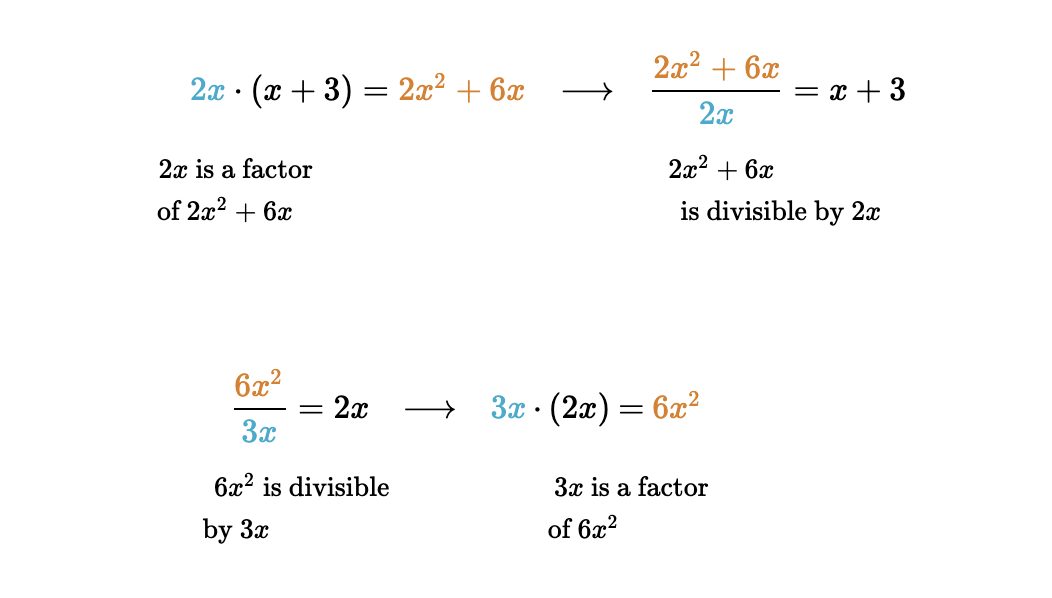 2x · (x + 3) = 2x² + 6x ⟶ (2x² + 6x)/(2x) = x + 3
2x is a factor
of 2x² + 6x
2x² + 6x
is divisible by 2x
6x²/3x = 2x ⟶ 3x · (2x) = 6x²
6x² is divisible
by 3x
3x is a factor
of 6x²